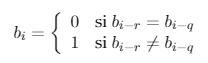 b_i = { 0 si b_{i−r} = b_{i−q}
1 si b_{i−r} ≠ b_{i−q}